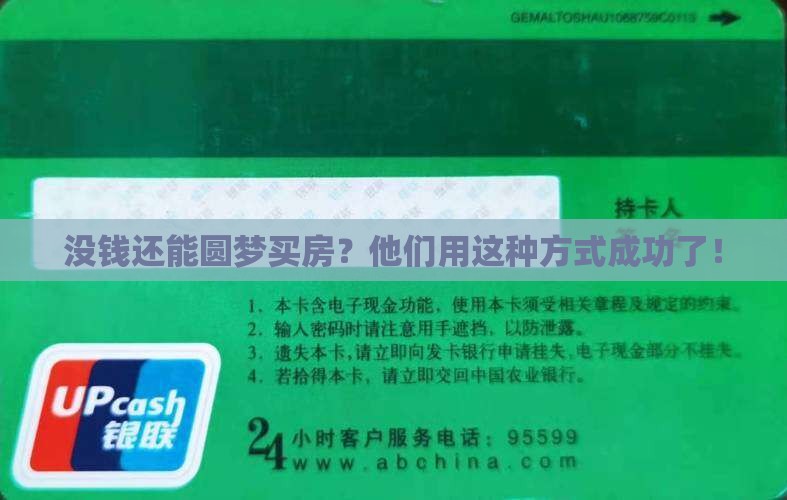 GEMALTOSHAU1068759C0119
持卡人
没钱还能圆梦买房？他们用这种方式成功了！
1．本卡含电子现金功能，使用本卡须受相关章程及规定的约束。
2．输入密码时请注意用手遮挡，以防泄露。
3．遗失本卡,请立即向发卡银行申请挂失,电子现金部分不挂失。
4．若拾得本卡，请立即交回中国农业银行。
UPcash
银联
24小时客户服务电话：95599
www.abchina.com